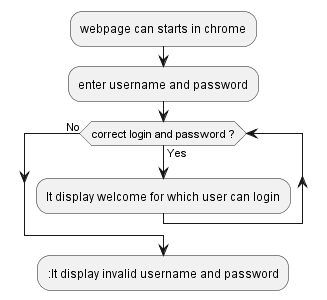 webpage can starts in chrome
enter username and password
No
correct login and password ?
Yes
It display welcome for which user can login
:It display invalid username and password